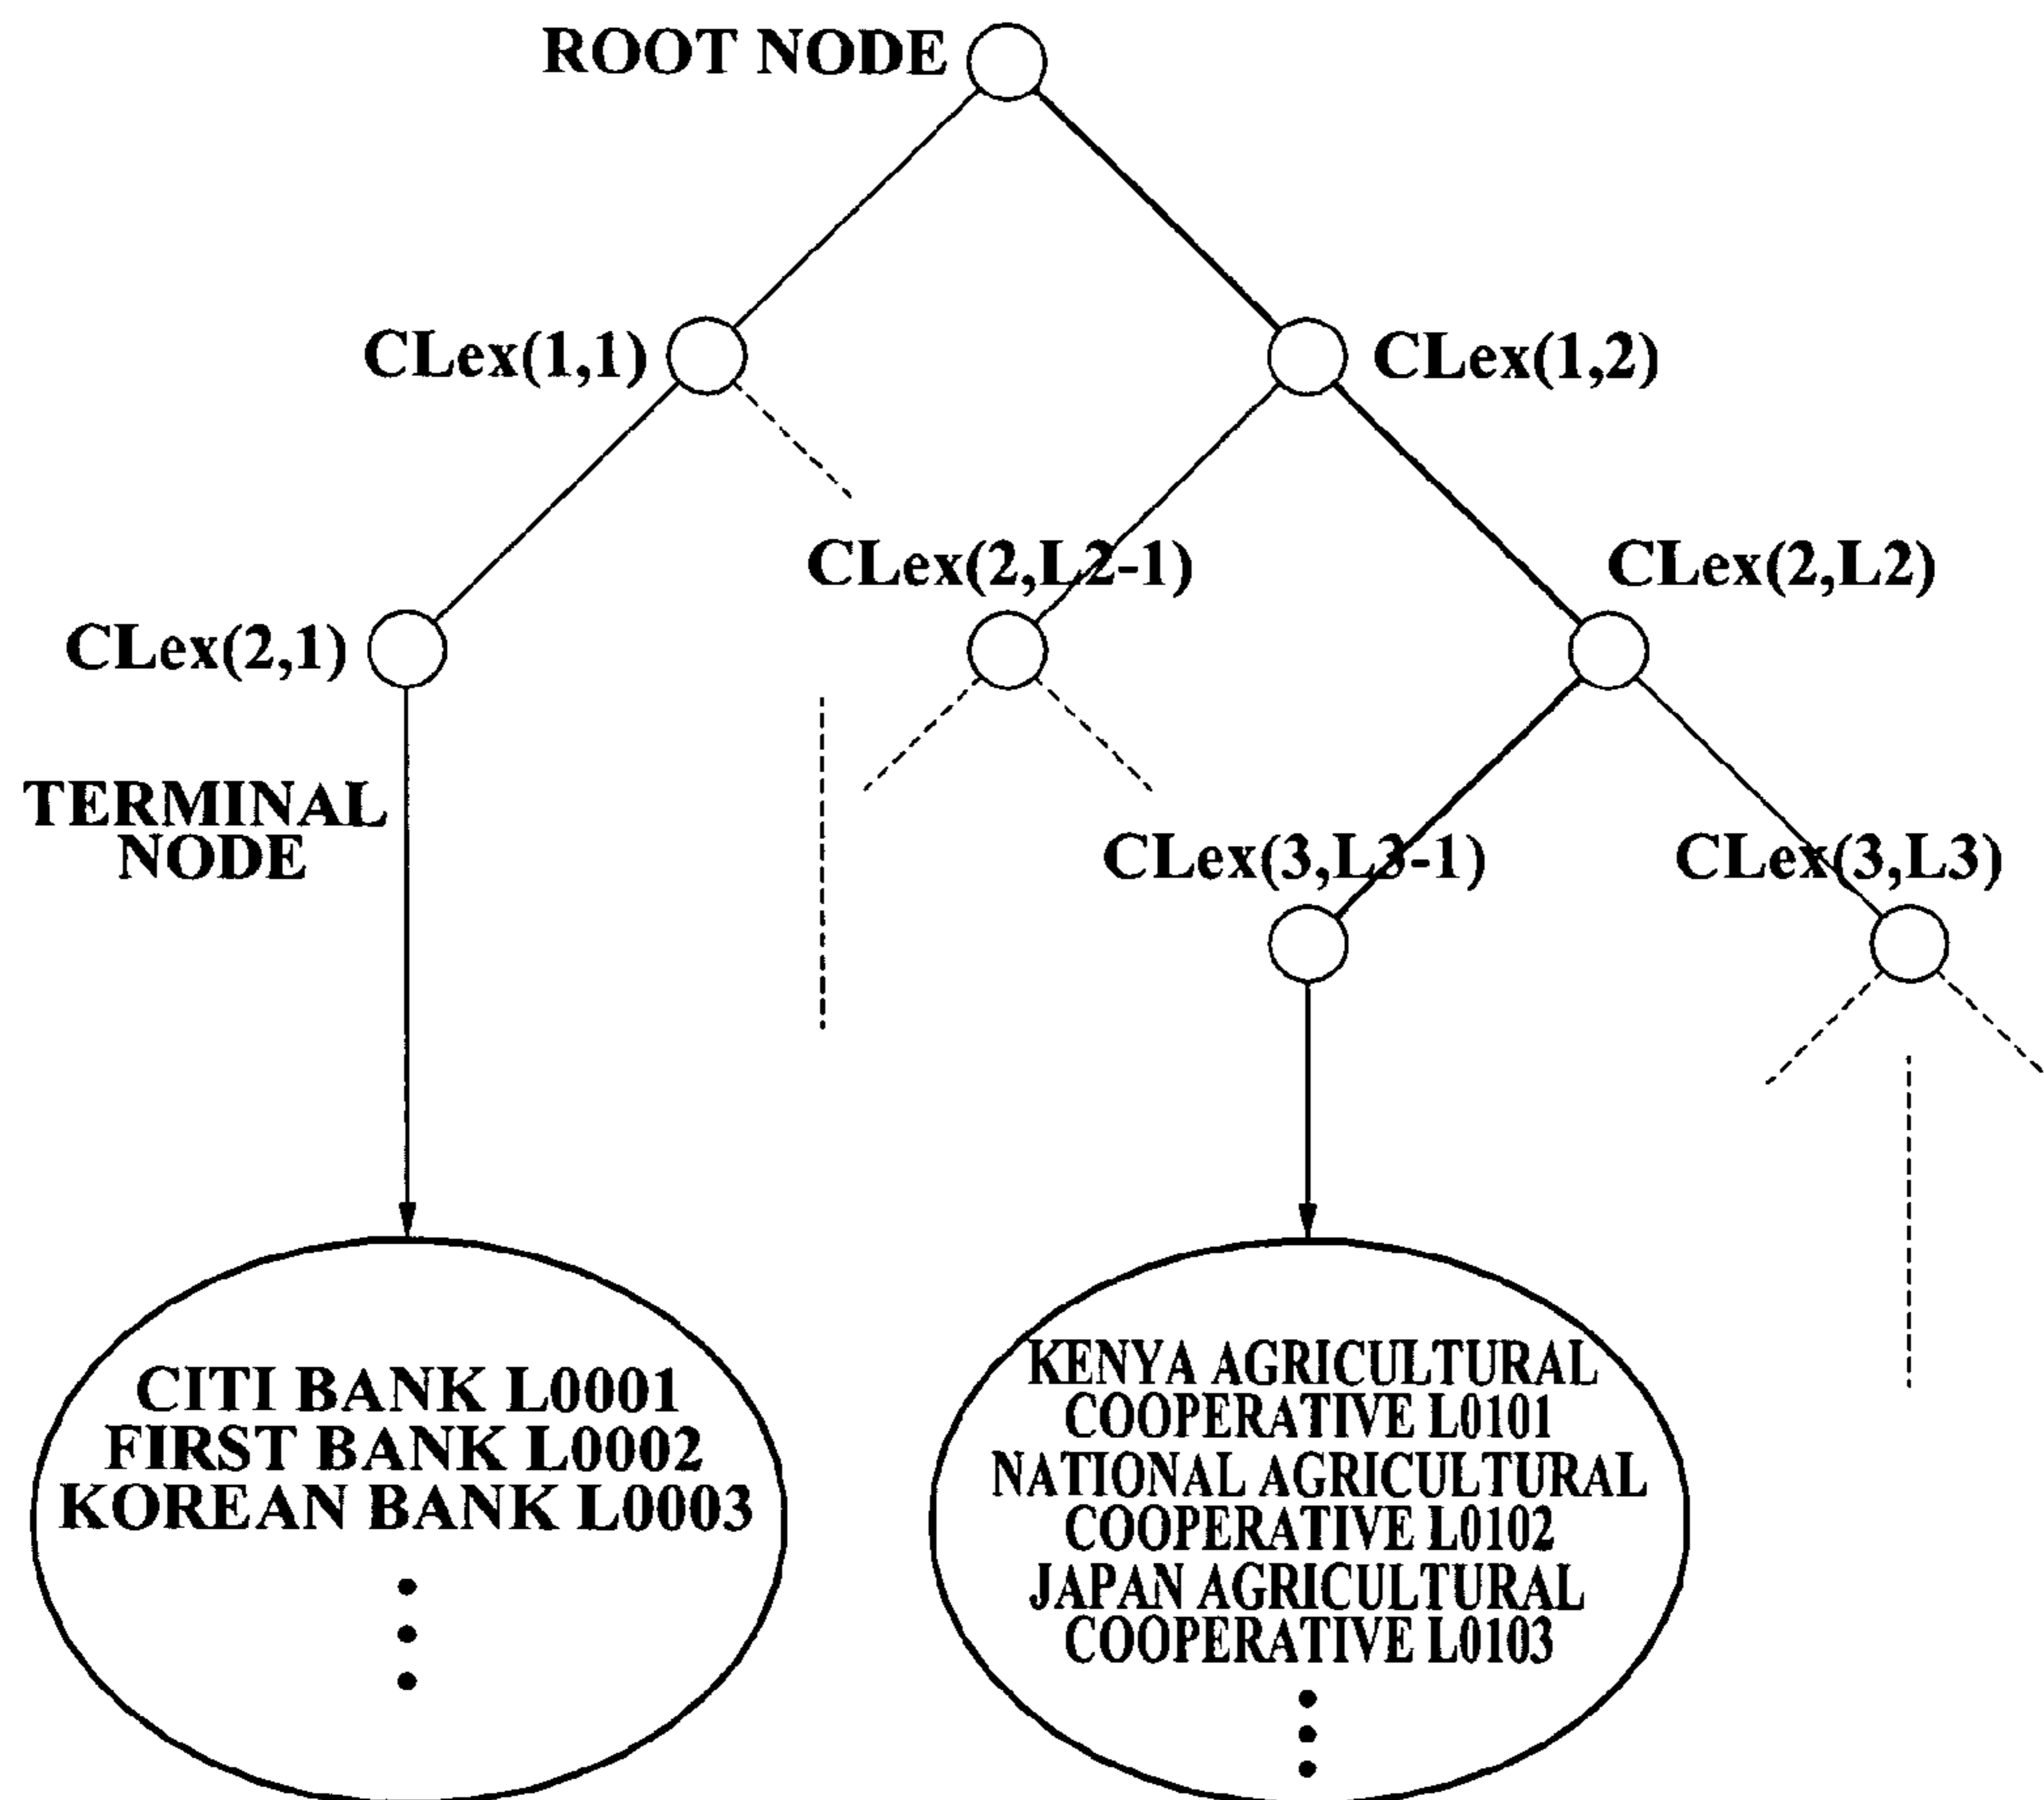 ROOT NODE
CLex(1,1)
CLex(1,2)
CLex(2,L2-1)
CLex(2,L2)
CLex(2,1)
TERMINAL
NODE
CLex(3,L3-1)
CLex(3,L3)
CITI BANK L0001
FIRST BANK L0002
KOREAN BANK L0003
KENYA AGRICULTURAL
COOPERATIVE L0101
NATIONAL AGRICULTURAL
COOPERATIVE L0102
JAPAN AGRICULTURAL
COOPERATIVE L0103